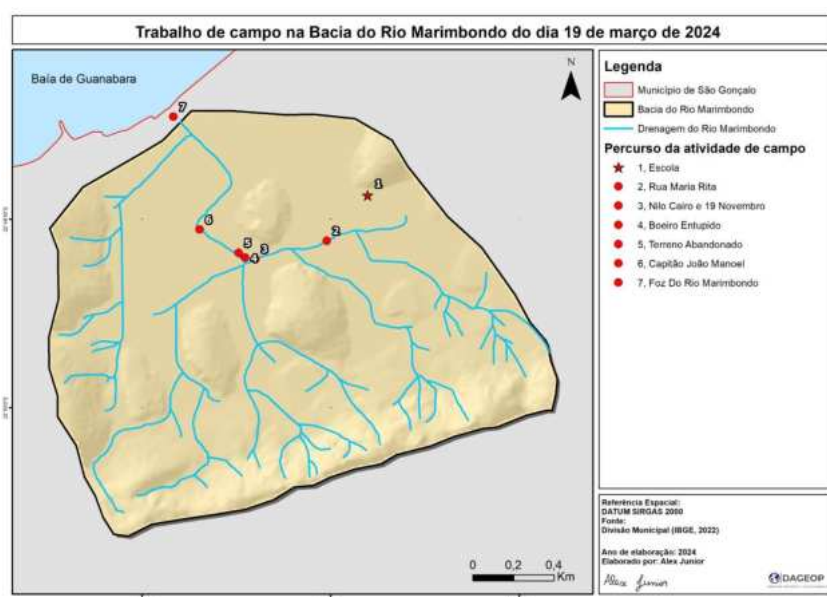 Trabalho de campo na Bacia do Rio Marimbondo do dia 19 de março de 2024
Baía de Guanabara
N
7
1
6
2
5
3
4
0 0,2 0,4
Km
Legenda
Município de São Gonçalo
Bacia do Rio Marimbondo
Drenagem do Rio Marimbondo
Percurso da atividade de campo
1, Escola
2, Rua Maria Rita
3, Nilo Cairo e 19 Novembro
4, Boeiro Entupido
5, Terreno Abandonado
6, Capitão João Manoel
7, Foz Do Rio Marimbondo
Referência Espacial:
DATUM SIRGAS 2000
Fonte:
Divisão Municipal (IBGE, 2022)
Ano de elaboração: 2024
Elaborado por: Alex Junior
Alex Junior
DAGEOP